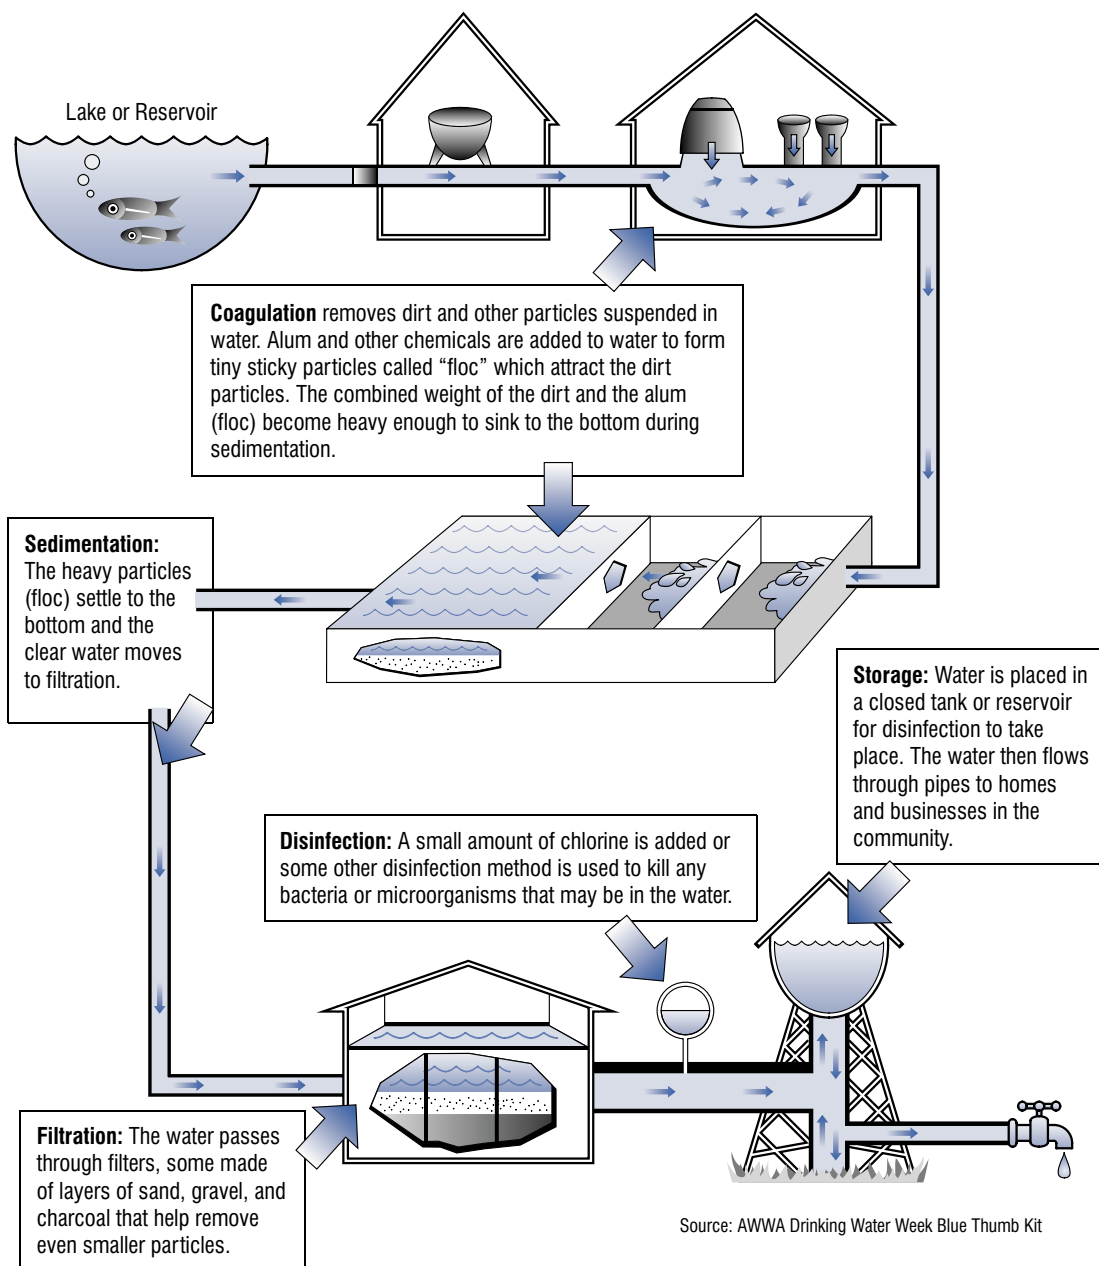 Lake or Reservoir
Coagulation removes dirt and other particles suspended in
water. Alum and other chemicals are added to water to form
tiny sticky particles called “floc” which attract the dirt
particles. The combined weight of the dirt and the alum
(floc) become heavy enough to sink to the bottom during
sedimentation.
Sedimentation:
The heavy particles
(floc) settle to the
bottom and the
clear water moves
to filtration.
Storage: Water is placed in
a closed tank or reservoir
for disinfection to take
place. The water then flows
through pipes to homes
and businesses in the
community.
Disinfection: A small amount of chlorine is added or
some other disinfection method is used to kill any
bacteria or microorganisms that may be in the water.
Filtration: The water passes
through filters, some made
of layers of sand, gravel, and
charcoal that help remove
even smaller particles.
Source: AWWA Drinking Water Week Blue Thumb Kit